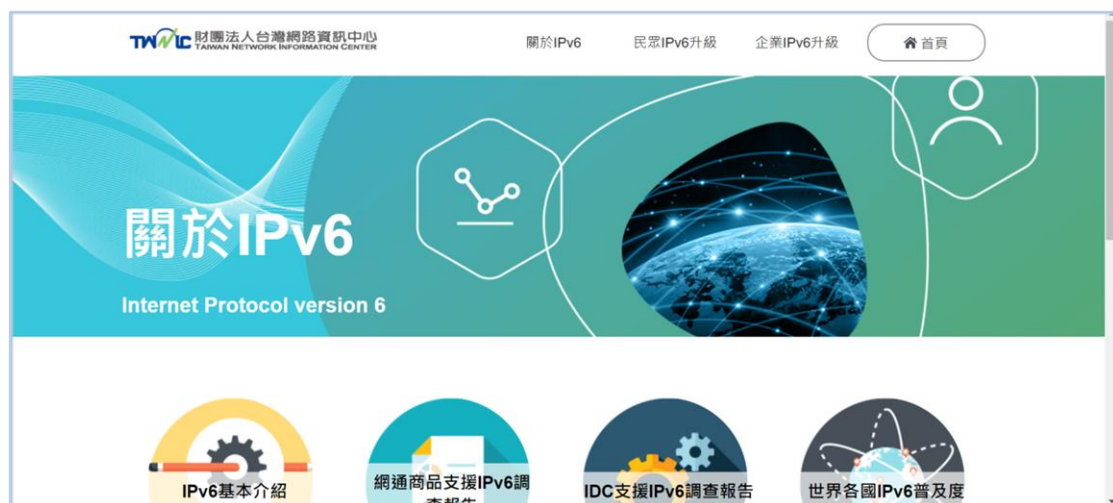 TWNIC 財團法人台灣網路資訊中心
TAIWAN NETWORK INFORMATION CENTER
關於IPv6
民眾IPv6升級
企業IPv6升級
首頁
關於IPv6
Internet Protocol version 6
IPv6基本介紹
網通商品支援IPv6調
查報告
IDC支援IPv6調查報告
世界各國IPv6普及度